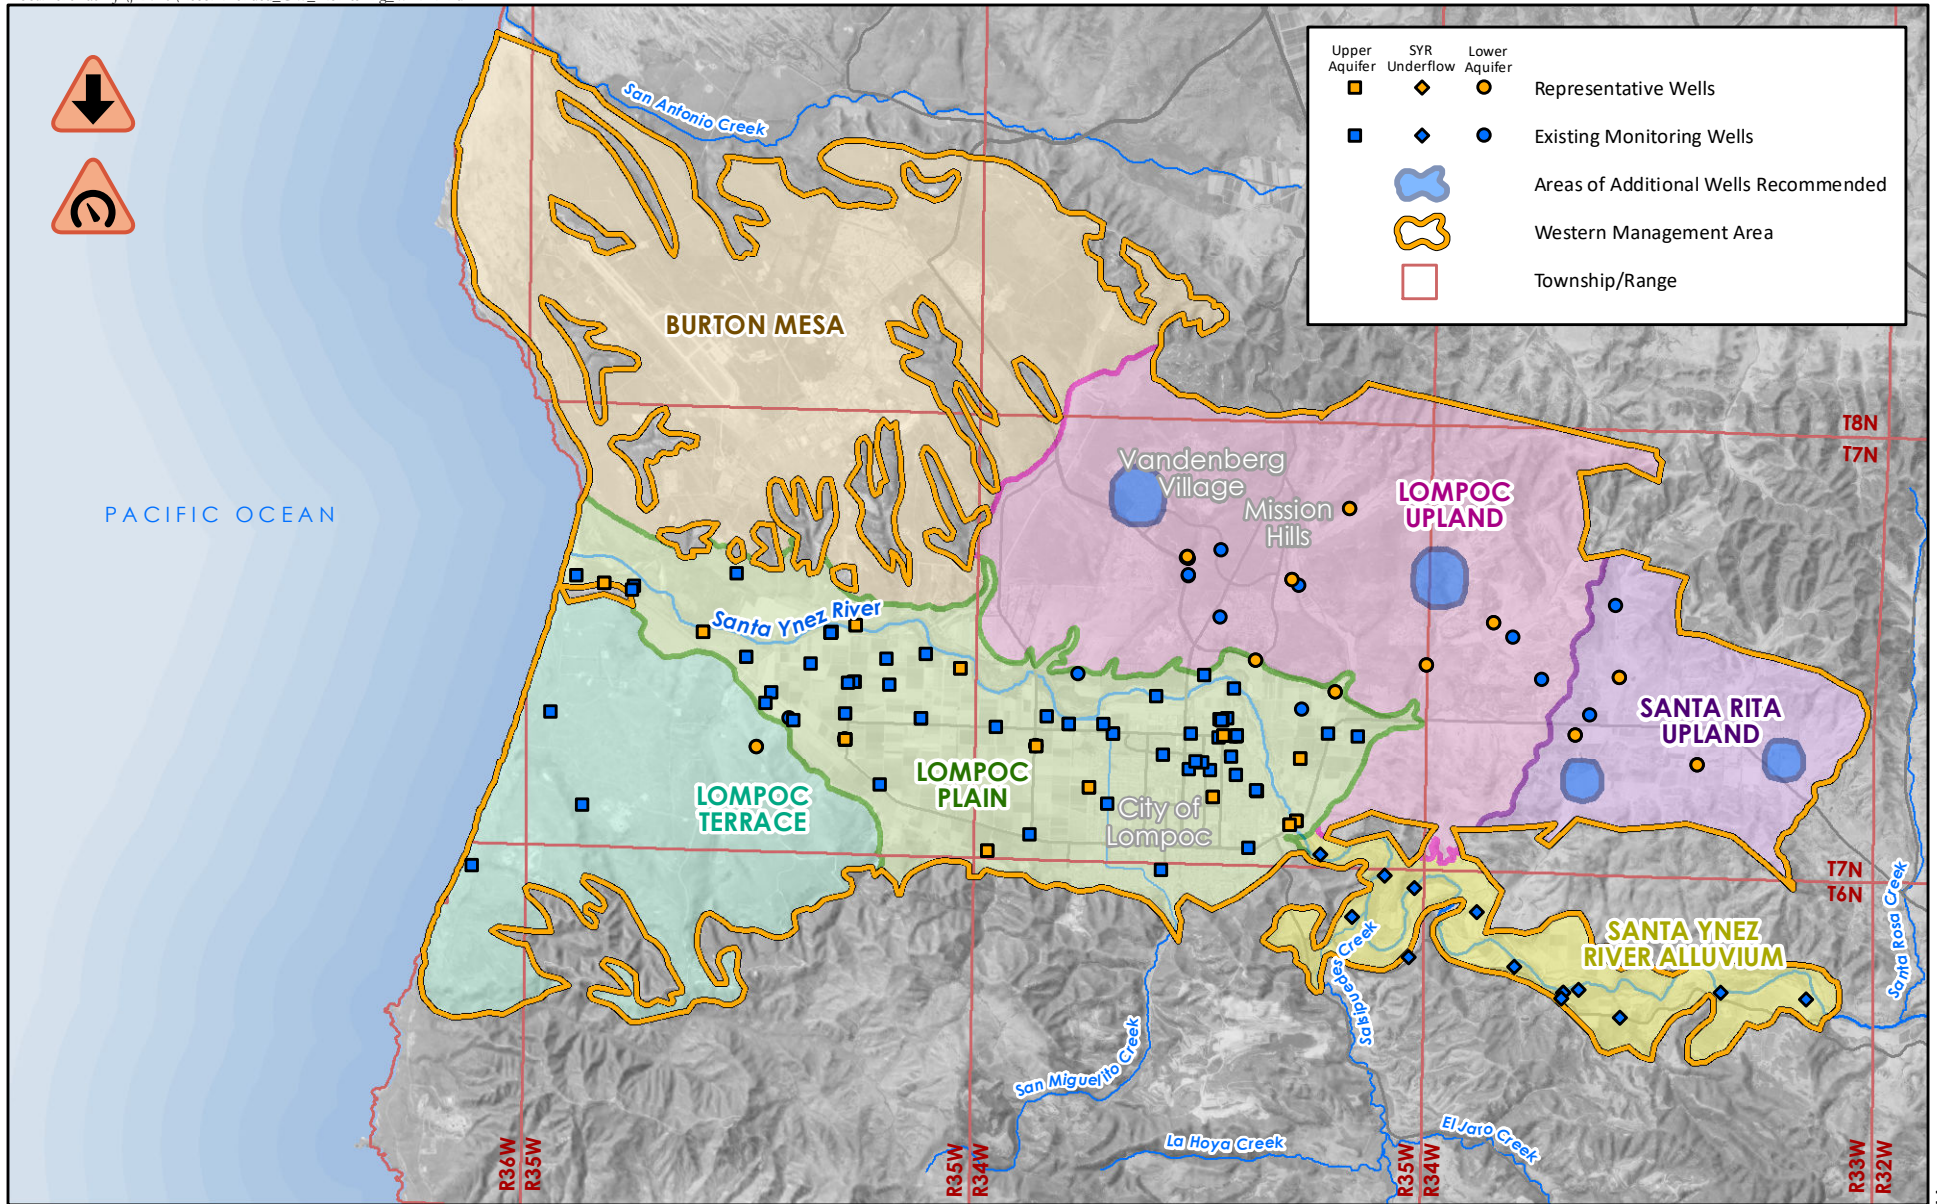 Upper
Aquifer
SYR
Underflow
Lower
Aquifer
Representative Wells
Existing Monitoring Wells
Areas of Additional Wells Recommended
Western Management Area
Township/Range
San Antonio Creek
BURTON MESA
T8N
T7N
Vandenberg
Village
Mission
Hills
LOMPOC
UPLAND
PACIFIC OCEAN
Santa Ynez River
SANTA RITA
UPLAND
LOMPOC
PLAIN
LOMPOC
TERRACE
City of
Lompoc
T7N
T6N
Santa Rosa Creek
SANTA YNEZ
RIVER ALLUVIUM
Salsipuedes Creek
San Miguelito Creek
La Hoya Creek
El Jaro Creek
R36W
R35W
R35W
R34W
R35W
R34W
R33W
R32W